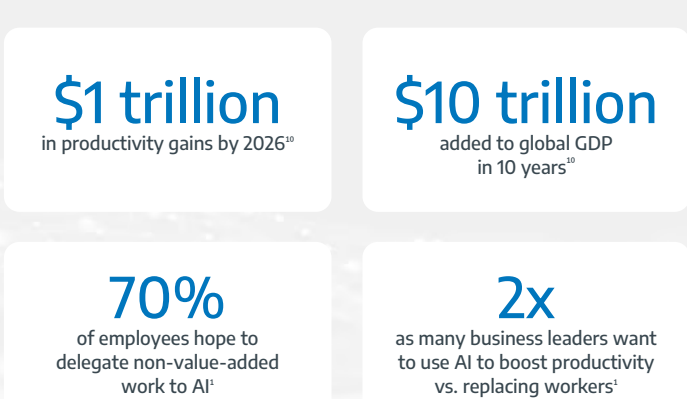 $1 trillion
in productivity gains by 2026¹⁰
$10 trillion
added to global GDP
in 10 years¹⁰
70%
of employees hope to
delegate non-value-added
work to AI¹
2x
as many business leaders want
to use AI to boost productivity
vs. replacing workers¹